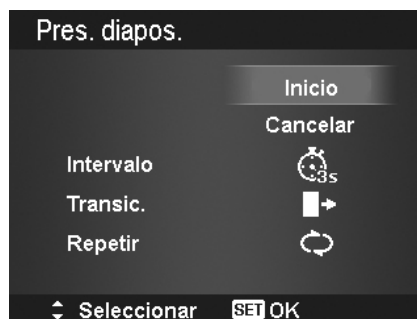 Pres. diapos.
Inicio
Cancelar
Intervalo 3s
Transic.
Repetir
Seleccionar SET OK